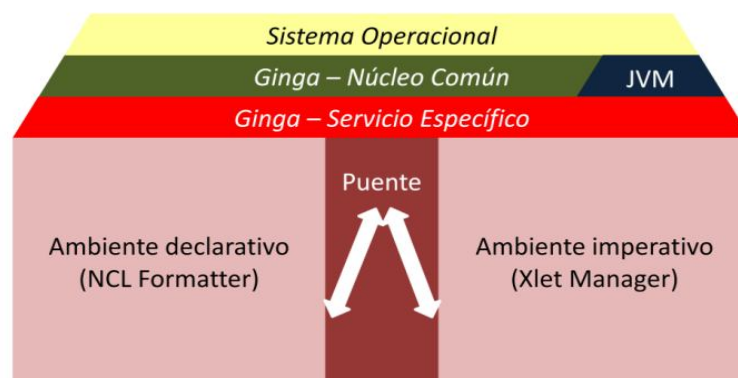 Sistema Operacional
Ginga – Núcleo Común
JVM
Ginga – Servicio Específico
Puente
Ambiente declarativo
(NCL Formatter)
Ambiente imperativo
(Xlet Manager)